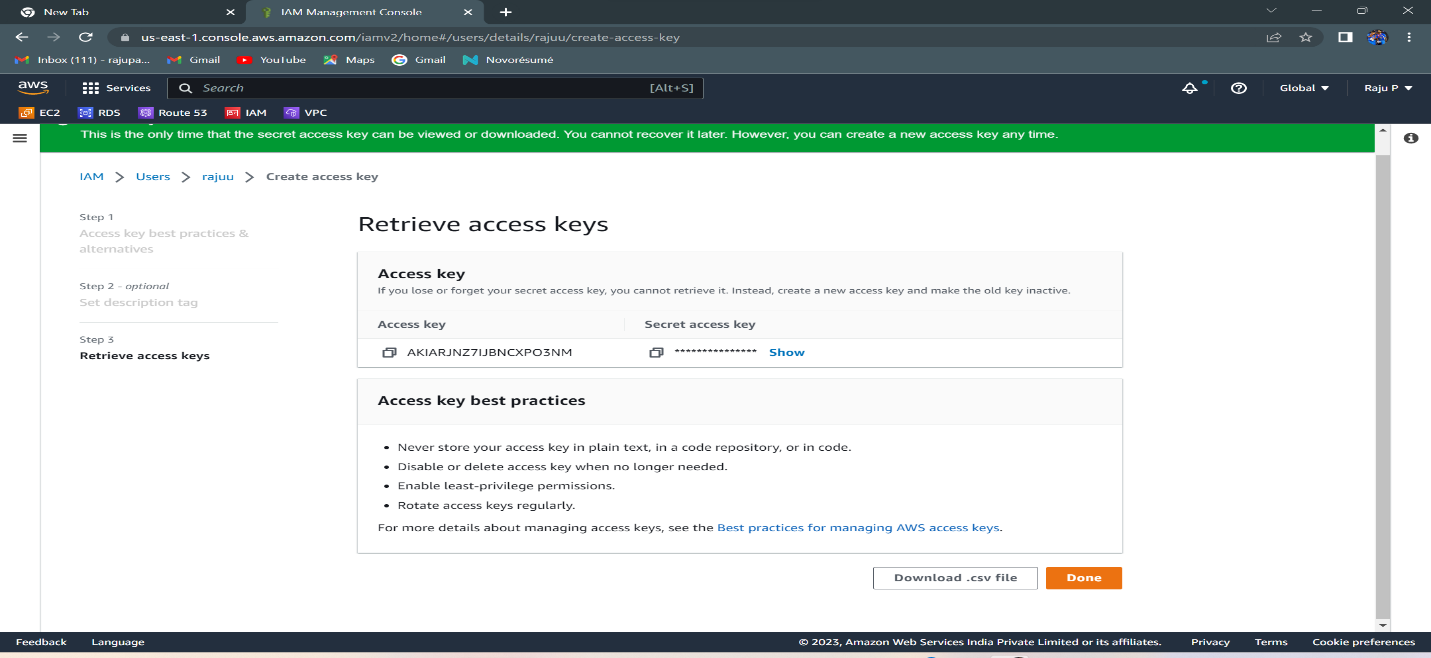 New Tab
IAM Management Console
us-east-1.console.aws.amazon.com/iamv2/home#/users/details/rajuu/create-access-key
Inbox (111) - rajupa...
Gmail
YouTube
Maps
Gmail
Novorésumé
aws
Services
Search
[Alt+S]
Global
Raju P
EC2
RDS
Route 53
IAM
VPC
This is the only time that the secret access key can be viewed or downloaded. You cannot recover it later. However, you can create a new access key any time.
IAM > Users > rajuu > Create access key
Step 1
Access key best practices &
alternatives
Step 2 - optional
Set description tag
Step 3
Retrieve access keys
Retrieve access keys
Access key
If you lose or forget your secret access key, you cannot retrieve it. Instead, create a new access key and make the old key inactive.
Access key
Secret access key
AKIARJNZ7IJBNCXPO3NM
***************
Show
Access key best practices
• Never store your access key in plain text, in a code repository, or in code.
• Disable or delete access key when no longer needed.
• Enable least-privilege permissions.
• Rotate access keys regularly.
For more details about managing access keys, see the Best practices for managing AWS access keys.
Download .csv file
Done
Feedback
Language
© 2023, Amazon Web Services India Private Limited or its affiliates.
Privacy
Terms
Cookie preferences